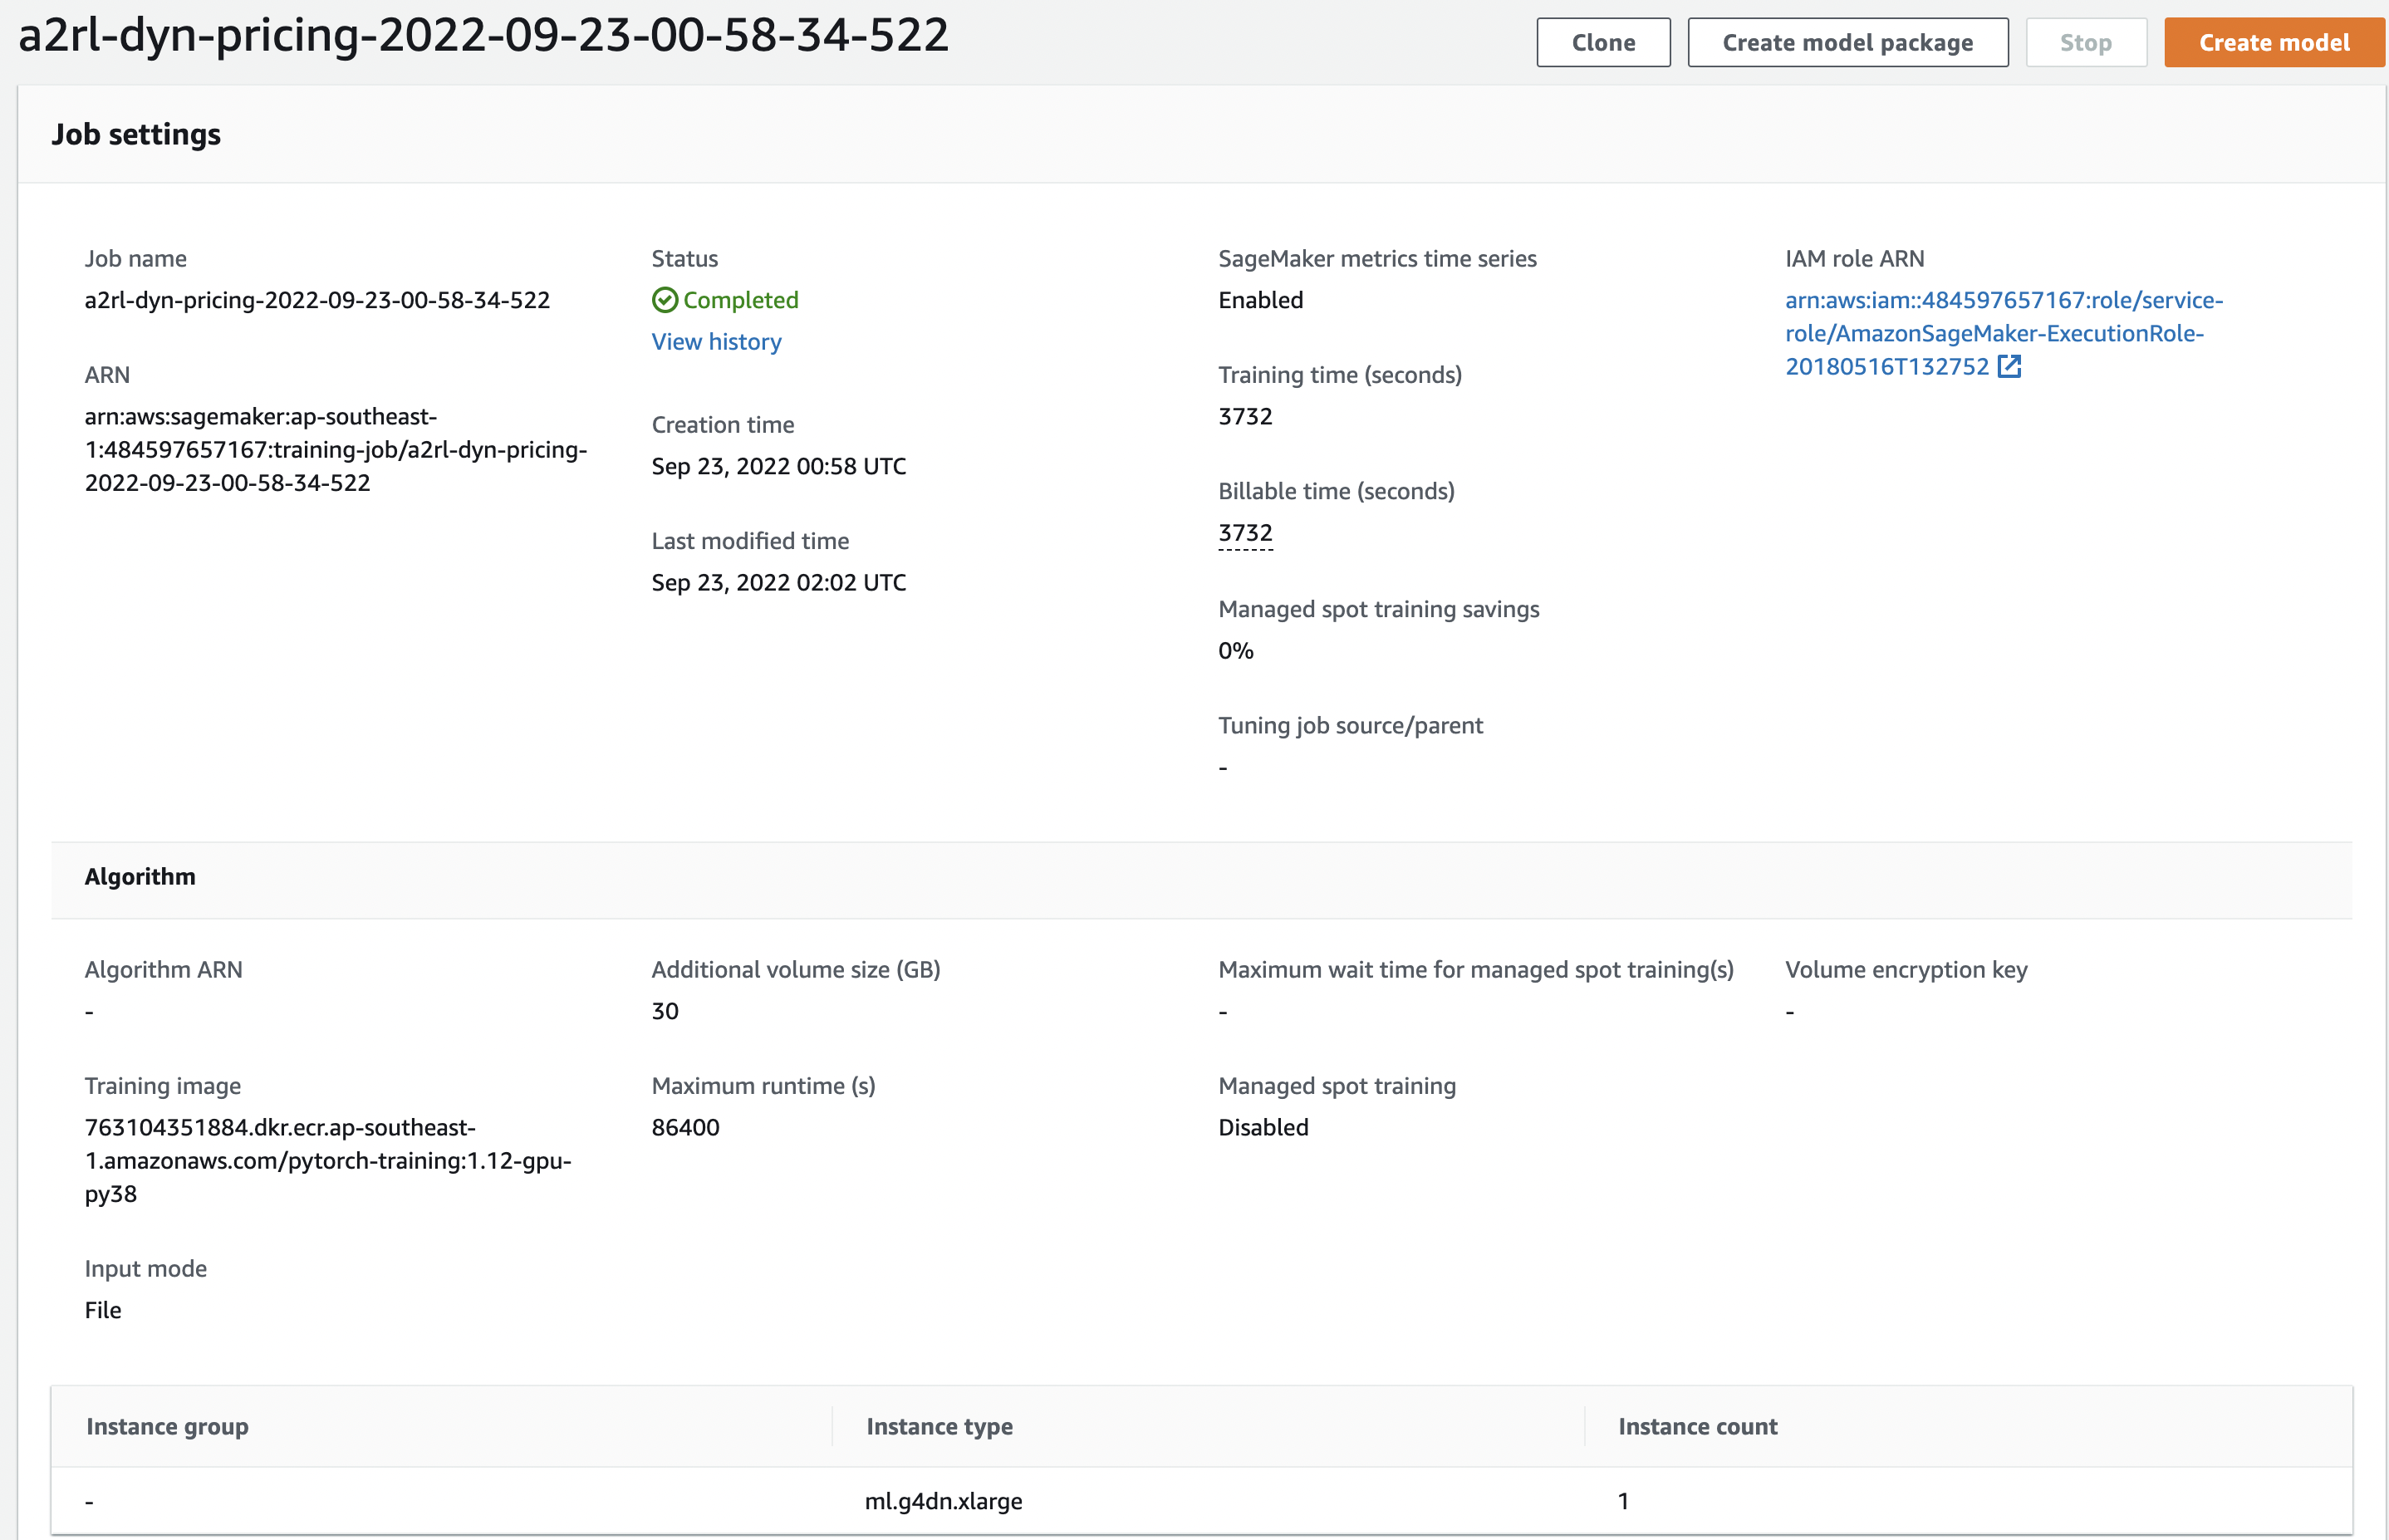 a2rl-dyn-pricing-2022-09-23-00-58-34-522
Clone
Create model package
Stop
Create model
Job settings
Job name
a2rl-dyn-pricing-2022-09-23-00-58-34-522
ARN
arn:aws:sagemaker:ap-southeast-
1:484597657167:training-job/a2rl-dyn-pricing-
2022-09-23-00-58-34-522
Status
Completed
View history
Creation time
Sep 23, 2022 00:58 UTC
Last modified time
Sep 23, 2022 02:02 UTC
SageMaker metrics time series
Enabled
Training time (seconds)
3732
Billable time (seconds)
3732
Managed spot training savings
0%
Tuning job source/parent
-
IAM role ARN
arn:aws:iam::484597657167:role/service-
role/AmazonSageMaker-ExecutionRole-
20180516T132752
Algorithm
Algorithm ARN
-
Training image
763104351884.dkr.ecr.ap-southeast-
1.amazonaws.com/pytorch-training:1.12-gpu-
py38
Input mode
File
Additional volume size (GB)
30
Maximum runtime (s)
86400
Maximum wait time for managed spot training(s)
-
Managed spot training
Disabled
Volume encryption key
-
Instance group
Instance type
Instance count
-
ml.g4dn.xlarge
1